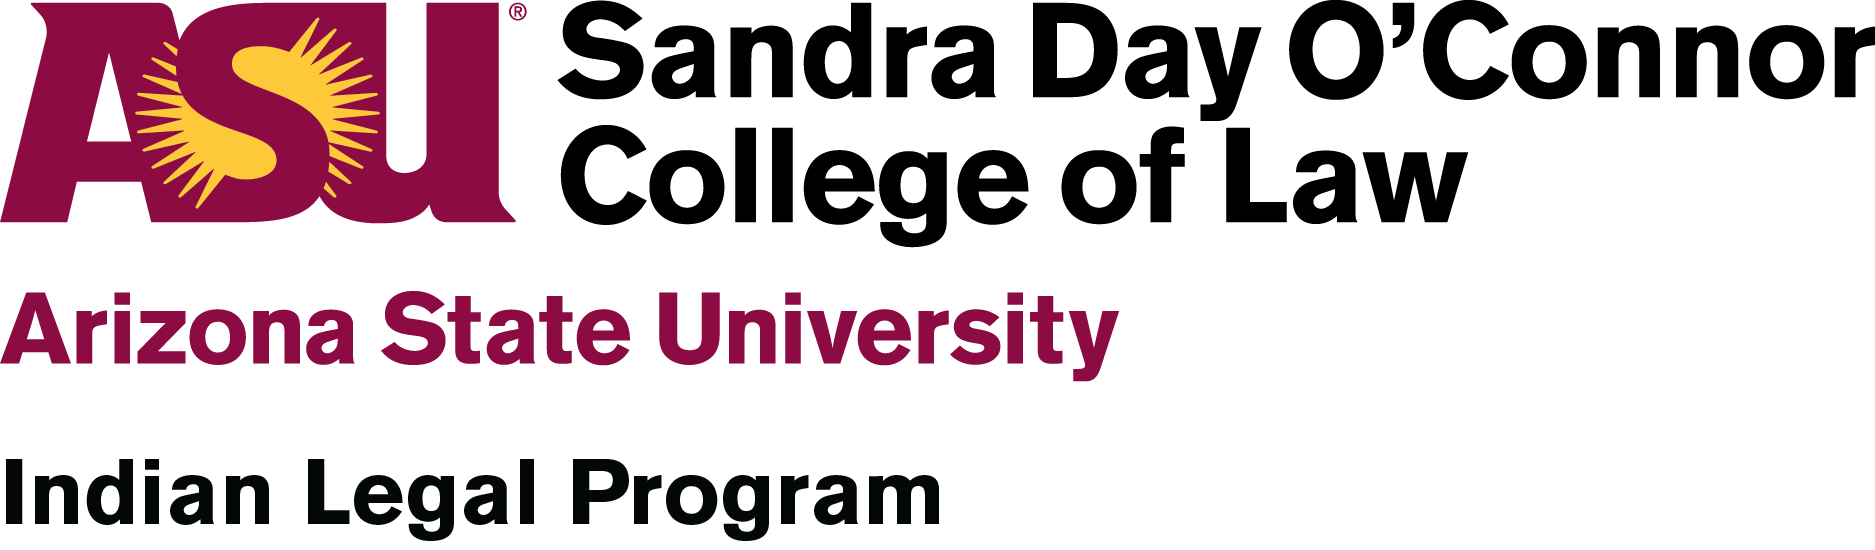 ASU®
Sandra Day O’Connor
College of Law
Arizona State University
Indian Legal Program